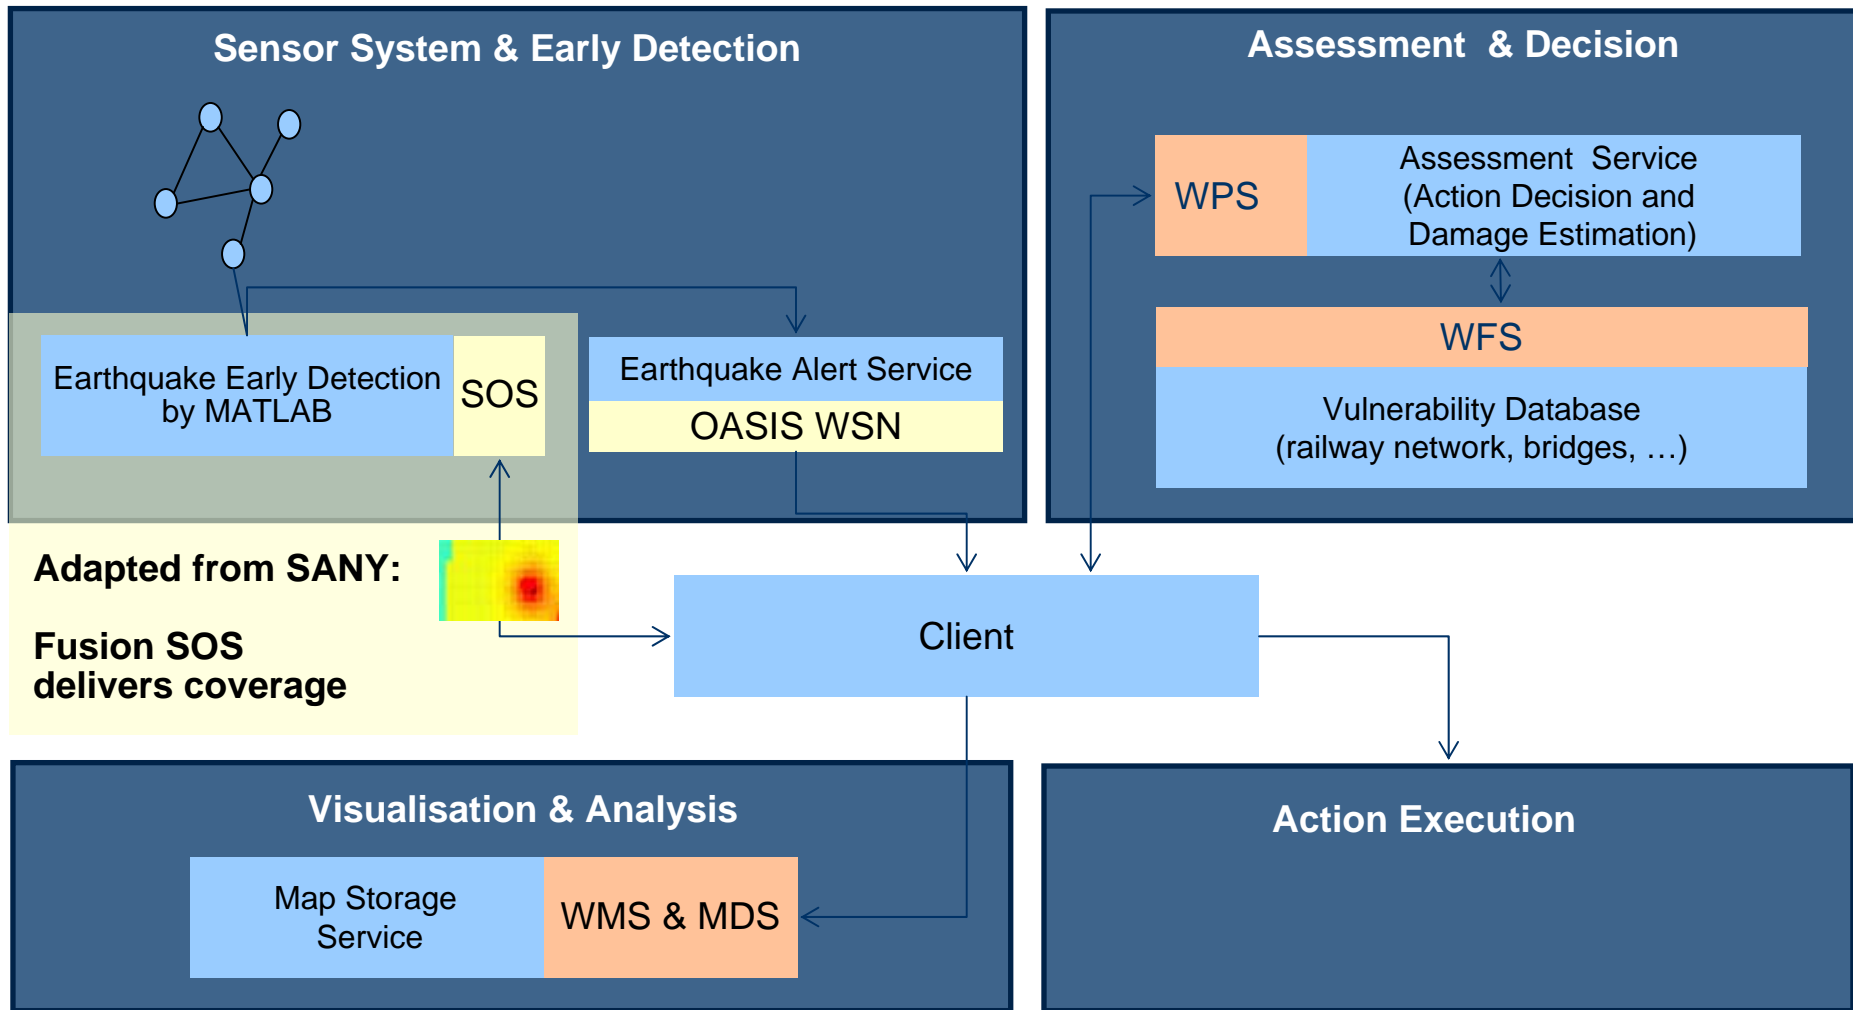 Sensor System & Early Detection
Earthquake Early Detection
by MATLAB
SOS
Earthquake Alert Service
OASIS WSN
Adapted from SANY:
Fusion SOS
delivers coverage
Assessment & Decision
WPS
Assessment Service
(Action Decision and
Damage Estimation)
WFS
Vulnerability Database
(railway network, bridges, …)
Client
Visualisation & Analysis
Map Storage
Service
WMS & MDS
Action Execution